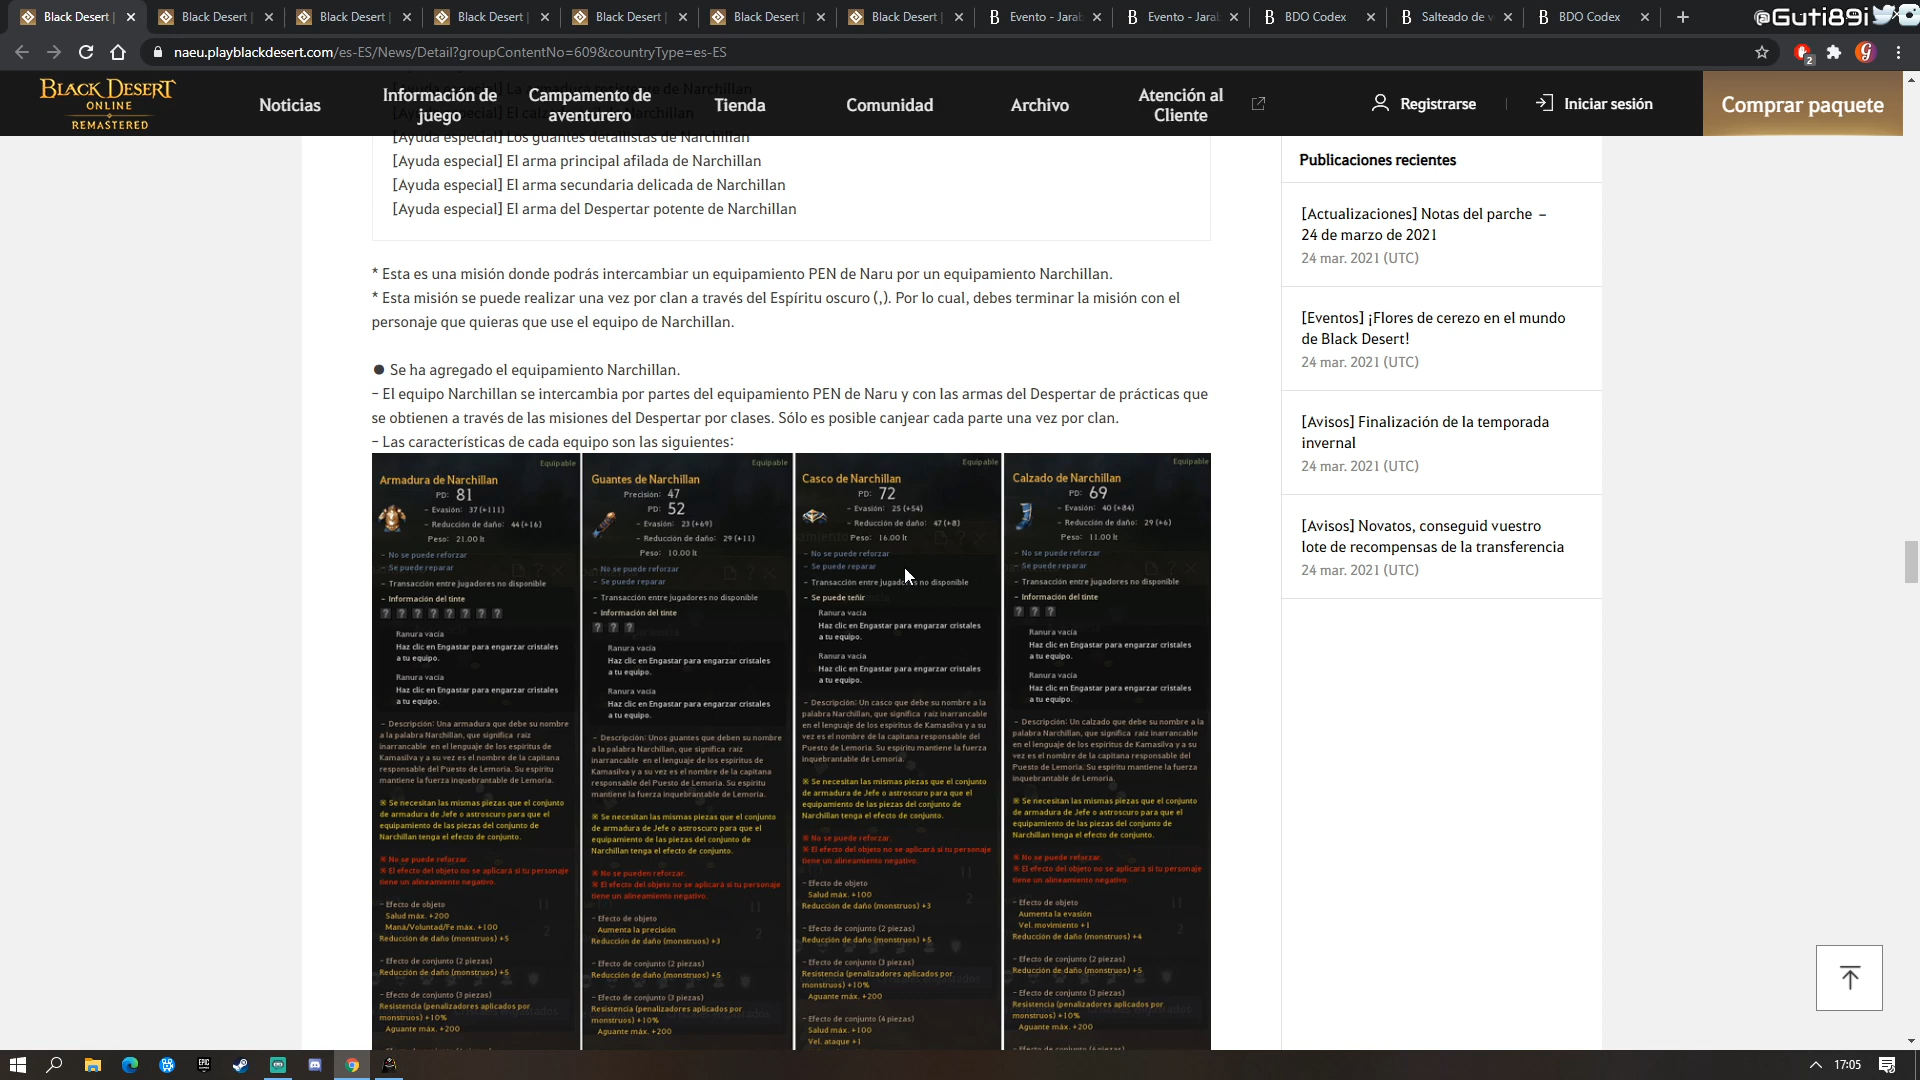 Black Desert |
Black Desert |
Black Desert |
Black Desert |
Black Desert |
Black Desert |
Black Desert |
Evento - Jarab
Evento - Jarab
BDO Codex
Salteado de v
BDO Codex
@Guti89i
naeu.playblackdesert.com/es-ES/News/Detail?groupContentNo=609&countryType=es-ES
2
BLACK DESERT
ONLINE
REMASTERED
Noticias
Información de juego
Campamento de aventurero
Tienda
Comunidad
Archivo
Atención al Cliente
Registrarse
Iniciar sesión
Comprar paquete
[Ayuda especial] Los guantes detallistas de Narchillan
[Ayuda especial] El arma principal afilada de Narchillan
[Ayuda especial] El arma secundaria delicada de Narchillan
[Ayuda especial] El arma del Despertar potente de Narchillan
* Esta es una misión donde podrás intercambiar un equipamiento PEN de Naru por un equipamiento Narchillan.
* Esta misión se puede realizar una vez por clan a través del Espíritu oscuro (,). Por lo cual, debes terminar la misión con el
personaje que quieras que use el equipo de Narchillan.
● Se ha agregado el equipamiento Narchillan.
- El equipo Narchillan se intercambia por partes del equipamiento PEN de Naru y con las armas del Despertar de prácticas que
se obtienen a través de las misiones del Despertar por clases. Sólo es posible canjear cada parte una vez por clan.
- Las características de cada equipo son las siguientes:
Equipable
Armadura de Narchillan
PD: 81
- Evasión: 37 (+111)
- Reducción de daño: 44 (+16)
Peso: 21.00 lt
- No se puede reforzar
- Se puede reparar
- Transacción entre jugadores no disponible
- Información del tinte
? ? ? ? ? ? ? ?
Ranura vacía
Haz clic en Engastar para engarzar cristales
a tu equipo.
Ranura vacía
Haz clic en Engastar para engarzar cristales
a tu equipo.
- Descripción: Una armadura que debe su nombre
a la palabra Narchillan, que significa raíz
inarrancable en el lenguaje de los espíritus de
Kamasilva y a su vez es el nombre de la capitana
responsable del Puesto de Lemoria. Su espíritu
mantiene la fuerza inquebrantable de Lemoria.
※ Se necesitan las mismas piezas que el conjunto
de armadura de Jefe o astroscuro para que el
equipamiento de las piezas del conjunto de
Narchillan tenga el efecto de conjunto.
※ No se puede reforzar.
※ El efecto del objeto no se aplicará si tu personaje
tiene un alineamiento negativo.
- Efecto de objeto
Salud máx. +200
Maná/Voluntad/Fe máx. +100
Reducción de daño (monstruos) +5
- Efecto de conjunto (2 piezas)
Reducción de daño (monstruos) +5
- Efecto de conjunto (3 piezas)
Resistencia (penalizadores aplicados por
monstruos) +10%
Aguante máx. +200
Equipable
Guantes de Narchillan
Precisión: 47
PD: 52
- Evasión: 23 (+69)
- Reducción de daño: 29 (+11)
Peso: 10.00 lt
- No se puede reforzar
- Se puede reparar
- Transacción entre jugadores no disponible
- Información del tinte
? ? ?
Ranura vacía
Haz clic en Engastar para engarzar cristales
a tu equipo.
Ranura vacía
Haz clic en Engastar para engarzar cristales
a tu equipo.
- Descripción: Unos guantes que deben su nombre
a la palabra Narchillan, que significa raíz
inarrancable en el lenguaje de los espíritus de
Kamasilva y a su vez es el nombre de la capitana
responsable del Puesto de Lemoria. Su espíritu
mantiene la fuerza inquebrantable de Lemoria.
※ Se necesitan las mismas piezas que el conjunto
de armadura de Jefe o astroscuro para que el
equipamiento de las piezas del conjunto de
Narchillan tenga el efecto de conjunto.
※ No se pueden reforzar.
※ El efecto del objeto no se aplicará si tu personaje
tiene un alineamiento negativo.
- Efecto de objeto
Aumenta la precisión
Reducción de daño (monstruos) +3
- Efecto de conjunto (2 piezas)
Reducción de daño (monstruos) +5
- Efecto de conjunto (3 piezas)
Resistencia (penalizadores aplicados por
monstruos) +10%
Aguante máx. +200
Equipable
Casco de Narchillan
PD: 72
- Evasión: 25 (+54)
- Reducción de daño: 47 (+8)
Peso: 16.00 lt
- No se puede reforzar
- Se puede reparar
- Transacción entre jugadores no disponible
- Se puede teñir
Ranura vacía
Haz clic en Engastar para engarzar cristales
a tu equipo.
Ranura vacía
Haz clic en Engastar para engarzar cristales
a tu equipo.
- Descripción: Un casco que debe su nombre a la
palabra Narchillan, que significa raíz inarrancable
en el lenguaje de los espíritus de Kamasilva y a su
vez es el nombre de la capitana responsable del
Puesto de Lemoria. Su espíritu mantiene la fuerza
inquebrantable de Lemoria.
※ Se necesitan las mismas piezas que el conjunto
de armadura de Jefe o astroscuro para que el
equipamiento de las piezas del conjunto de
Narchillan tenga el efecto de conjunto.
※ No se puede reforzar.
※ El efecto del objeto no se aplicará si tu personaje
tiene un alineamiento negativo.
- Efecto de objeto
Salud máx. +100
Reducción de daño (monstruos) +3
- Efecto de conjunto (2 piezas)
Reducción de daño (monstruos) +5
- Efecto de conjunto (3 piezas)
Resistencia (penalizadores aplicados por
monstruos) +10%
Aguante máx. +200
- Efecto de conjunto (4 piezas)
Salud máx. +100
Vel. ataque +1
Equipable
Calzado de Narchillan
PD: 69
- Evasión: 40 (+84)
- Reducción de daño: 29 (+6)
Peso: 11.00 lt
- No se puede reforzar
- Se puede reparar
- Transacción entre jugadores no disponible
- Información del tinte
? ? ?
Ranura vacía
Haz clic en Engastar para engarzar cristales
a tu equipo.
Ranura vacía
Haz clic en Engastar para engarzar cristales
a tu equipo.
- Descripción: Un calzado que debe su nombre a la
palabra Narchillan, que significa raíz inarrancable
en el lenguaje de los espíritus de Kamasilva y a su
vez es el nombre de la capitana responsable del
Puesto de Lemoria. Su espíritu mantiene la fuerza
inquebrantable de Lemoria.
※ Se necesitan las mismas piezas que el conjunto
de armadura de Jefe o astroscuro para que el
equipamiento de las piezas del conjunto de
Narchillan tenga el efecto de conjunto.
※ No se puede reforzar.
※ El efecto del objeto no se aplicará si tu personaje
tiene un alineamiento negativo.
- Efecto de objeto
Aumenta la evasión
Vel. movimiento +1
Reducción de daño (monstruos) +4
- Efecto de conjunto (2 piezas)
Reducción de daño (monstruos) +5
- Efecto de conjunto (3 piezas)
Resistencia (penalizadores aplicados por
monstruos) +10%
Aguante máx. +200
Publicaciones recientes
[Actualizaciones] Notas del parche –
24 de marzo de 2021
24 mar. 2021 (UTC)
[Eventos] ¡Flores de cerezo en el mundo
de Black Desert!
24 mar. 2021 (UTC)
[Avisos] Finalización de la temporada
invernal
24 mar. 2021 (UTC)
[Avisos] Novatos, conseguid vuestro
lote de recompensas de la transferencia
24 mar. 2021 (UTC)
EPIC
17:05